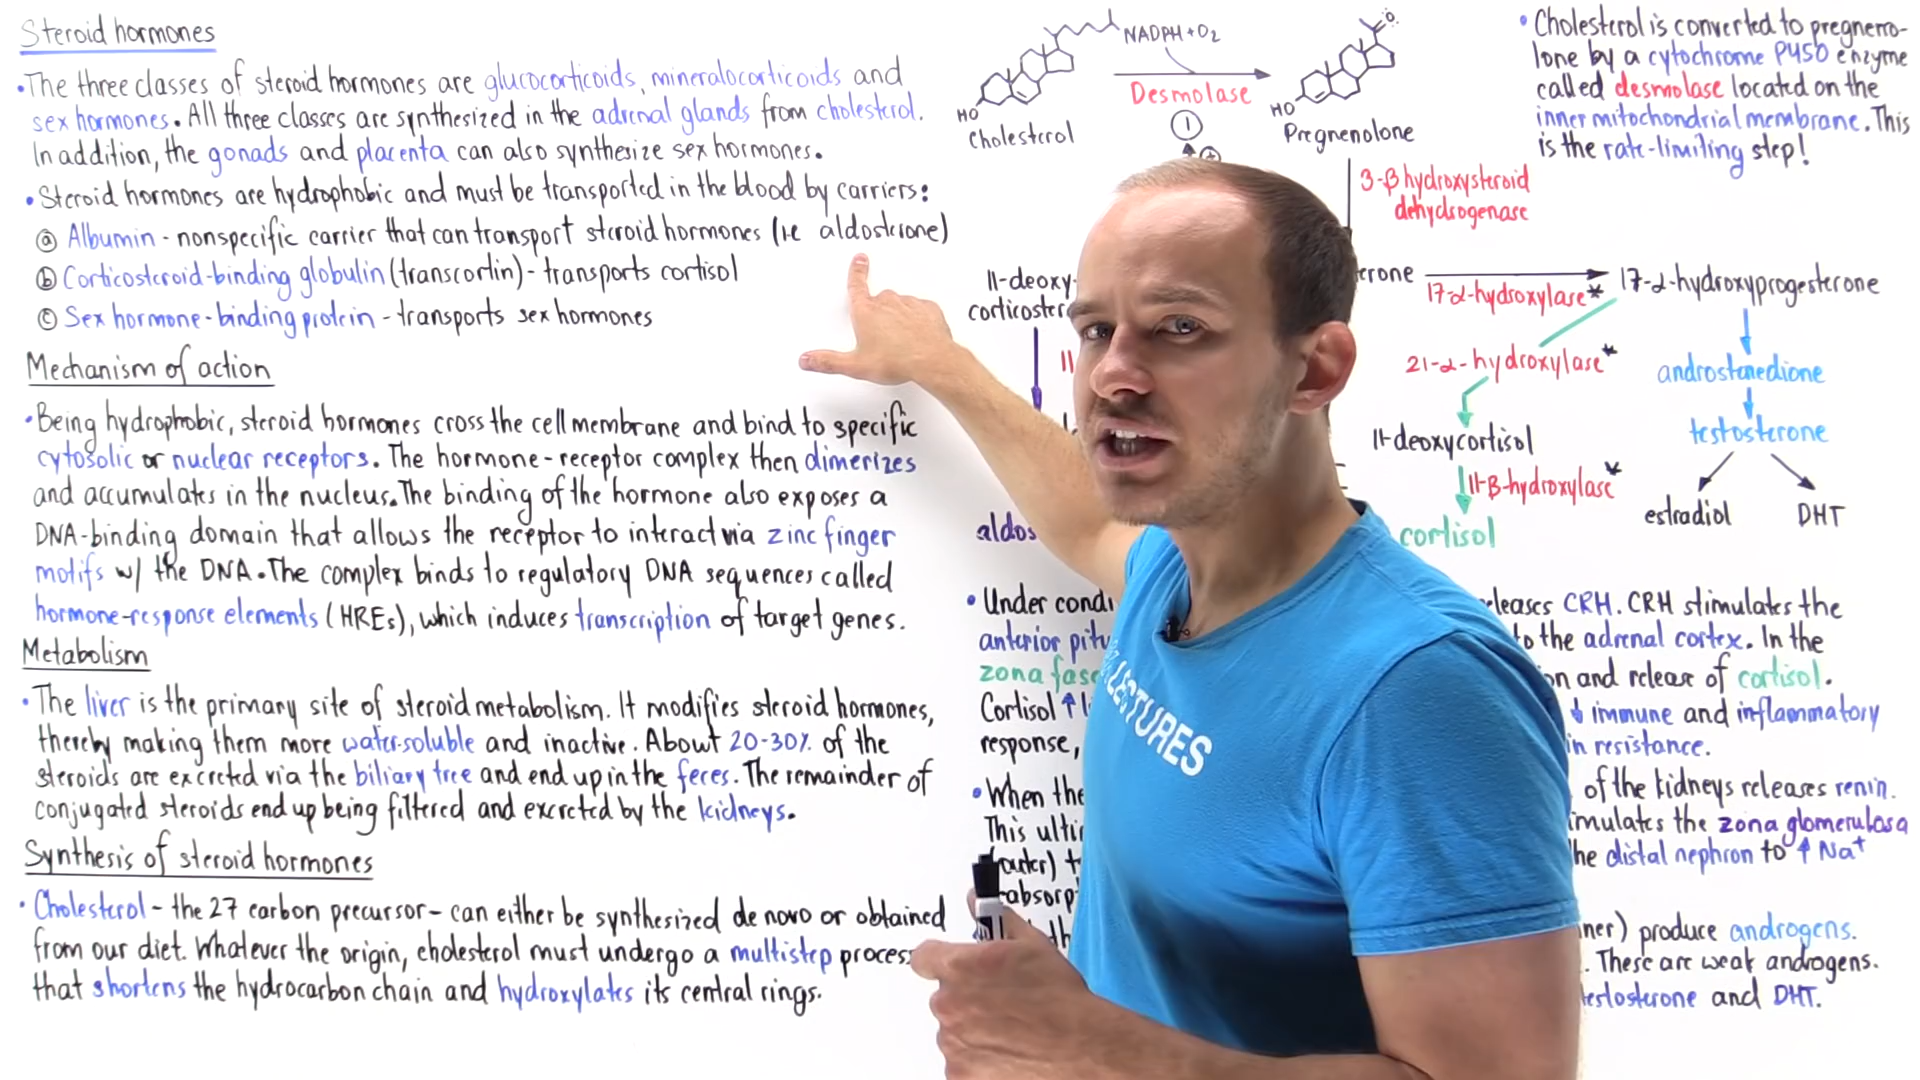 Steroid hormones
• The three classes of steroid hormones are glucocorticoids, mineralocorticoids and
sex hormones. All three classes are synthesized in the adrenal glands from cholesterol.
In addition, the gonads and placenta can also synthesize sex hormones.
• Steroid hormones are hydrophobic and must be transported in the blood by carriers:
ⓐ Albumin - nonspecific carrier that can transport steroid hormones (i.e aldosterone)
ⓑ Corticosteroid-binding globulin (transcortin) - transports cortisol
ⓒ Sex hormone-binding protein - transports sex hormones
Mechanism of action
• Being hydrophobic, steroid hormones cross the cell membrane and bind to specific
cytosolic or nuclear receptors. The hormone-receptor complex then dimerizes
and accumulates in the nucleus. The binding of the hormone also exposes a
DNA-binding domain that allows the receptor to interact via zinc finger
motifs w/ the DNA. The complex binds to regulatory DNA sequences called
hormone-response elements (HREs), which induces transcription of target genes.
Metabolism
• The liver is the primary site of steroid metabolism. It modifies steroid hormones,
thereby making them more water-soluble and inactive. About 20-30% of the
steroids are excreted via the biliary tree and end up in the feces. The remainder of
conjugated steroids end up being filtered and excreted by the kidneys.
Synthesis of steroid hormones
• Cholesterol - the 27 carbon precursor - can either be synthesized de novo or obtained
from our diet. Whatever the origin, cholesterol must undergo a multistep process
that shortens the hydrocarbon chain and hydroxylates its central rings.
HO
Cholesterol
NADPH + O2
Desmolase
①
⊕
O
HO
Pregnenolone
• Cholesterol is converted to pregneno-
lone by a cytochrome P450 enzyme
called desmolase located on the
inner mitochondrial membrane. This
is the rate-limiting step!
3-β hydroxysteroid
dehydrogenase
11-deoxy-
corticoster
11
aldos
erone
17-α-hydroxylase*
17-α-hydroxyprogesterone
21-α-hydroxylase*
11-deoxycortisol
11-β-hydroxylase*
cortisol
androstenedione
testosterone
estradiol
DHT
• Under condi
eleases CRH. CRH stimulates the
anterior pitu
to the adrenal cortex. In the
zona fasc
on and release of cortisol.
Cortisol ↑
↓ immune and inflammatory
response,
in resistance.
• When the
of the kidneys releases renin.
This ulti
imulates the zona glomerulosa
(outer) t
he distal nephron to ↑ Na+
absorp
th
ner) produce androgens.
. These are weak androgens.
testosterone and DHT.
LECTURES